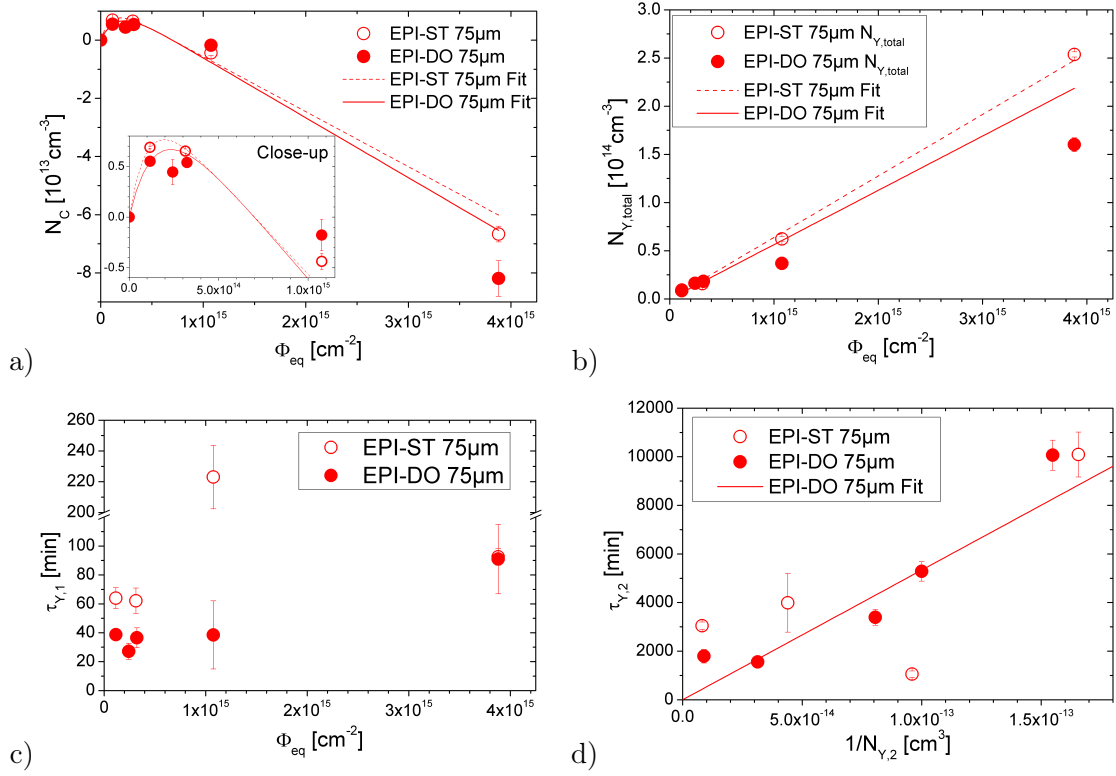 0
-2
-4
-6
-8
N_C [10^13cm^-3]
EPI-ST 75µm
EPI-DO 75µm
EPI-ST 75µm Fit
EPI-DO 75µm Fit
Close-up
0.5
0.0
-0.5
0
5.0x10^14
1.0x10^15
0
1x10^15
2x10^15
3x10^15
4x10^15
Φ_eq [cm^-2]
a)
3.0
2.5
2.0
1.5
1.0
0.5
0.0
N_Y,total [10^14cm^-3]
EPI-ST 75µm N_Y,total
EPI-DO 75µm N_Y,total
EPI-ST 75µm Fit
EPI-DO 75µm Fit
0
1x10^15
2x10^15
3x10^15
4x10^15
Φ_eq [cm^-2]
b)
260
240
220
200
100
80
60
40
20
0
τ_Y,1 [min]
EPI-ST 75µm
EPI-DO 75µm
0
1x10^15
2x10^15
3x10^15
4x10^15
Φ_eq [cm^-2]
c)
12000
10000
8000
6000
4000
2000
0
τ_Y,2 [min]
EPI-ST 75µm
EPI-DO 75µm
EPI-DO 75µm Fit
0.0
5.0x10^-14
1.0x10^-13
1.5x10^-13
1/N_Y,2 [cm^3]
d)